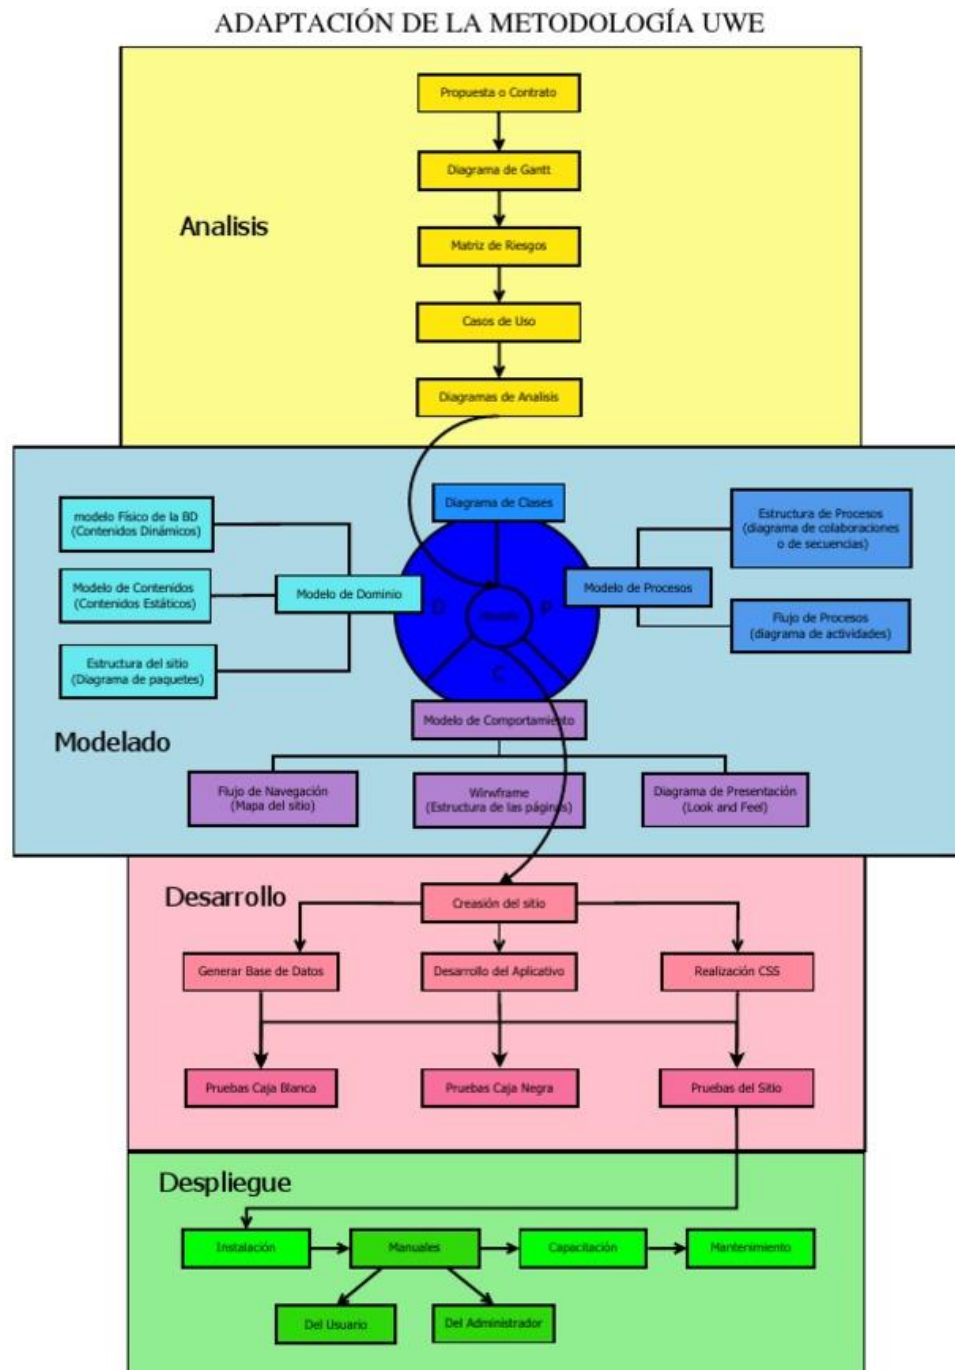 ADAPTACIÓN DE LA METODOLOGÍA UWE
Propuesta o Contrato
Diagrama de Gantt
Analisis
Matriz de Riesgos
Casos de Uso
Diagramas de Analisis
Diagrama de Clases
modelo Físico de la BD
(Contenidos Dinámicos)
Estructura de Procesos
(diagrama de colaboraciones
o de secuencias)
Modelo de Contenidos
(Contenidos Estáticos)
Modelo de Dominio
D
P
Modelo de Procesos
Flujo de Procesos
(diagrama de actividades)
Estructura del sitio
(Diagrama de paquetes)
C
Modelo de Comportamiento
Modelado
Flujo de Navegación
(Mapa del sitio)
Wirwframe
(Estructura de las páginas)
Diagrama de Presentación
(Look and Feel)
Desarrollo
Creasión del sitio
Generar Base de Datos
Desarrollo del Aplicativo
Realización CSS
Pruebas Caja Blanca
Pruebas Caja Negra
Pruebas del Sitio
Despliegue
Instalación
Manuales
Capacitación
Mantenimiento
Del Usuario
Del Administrador